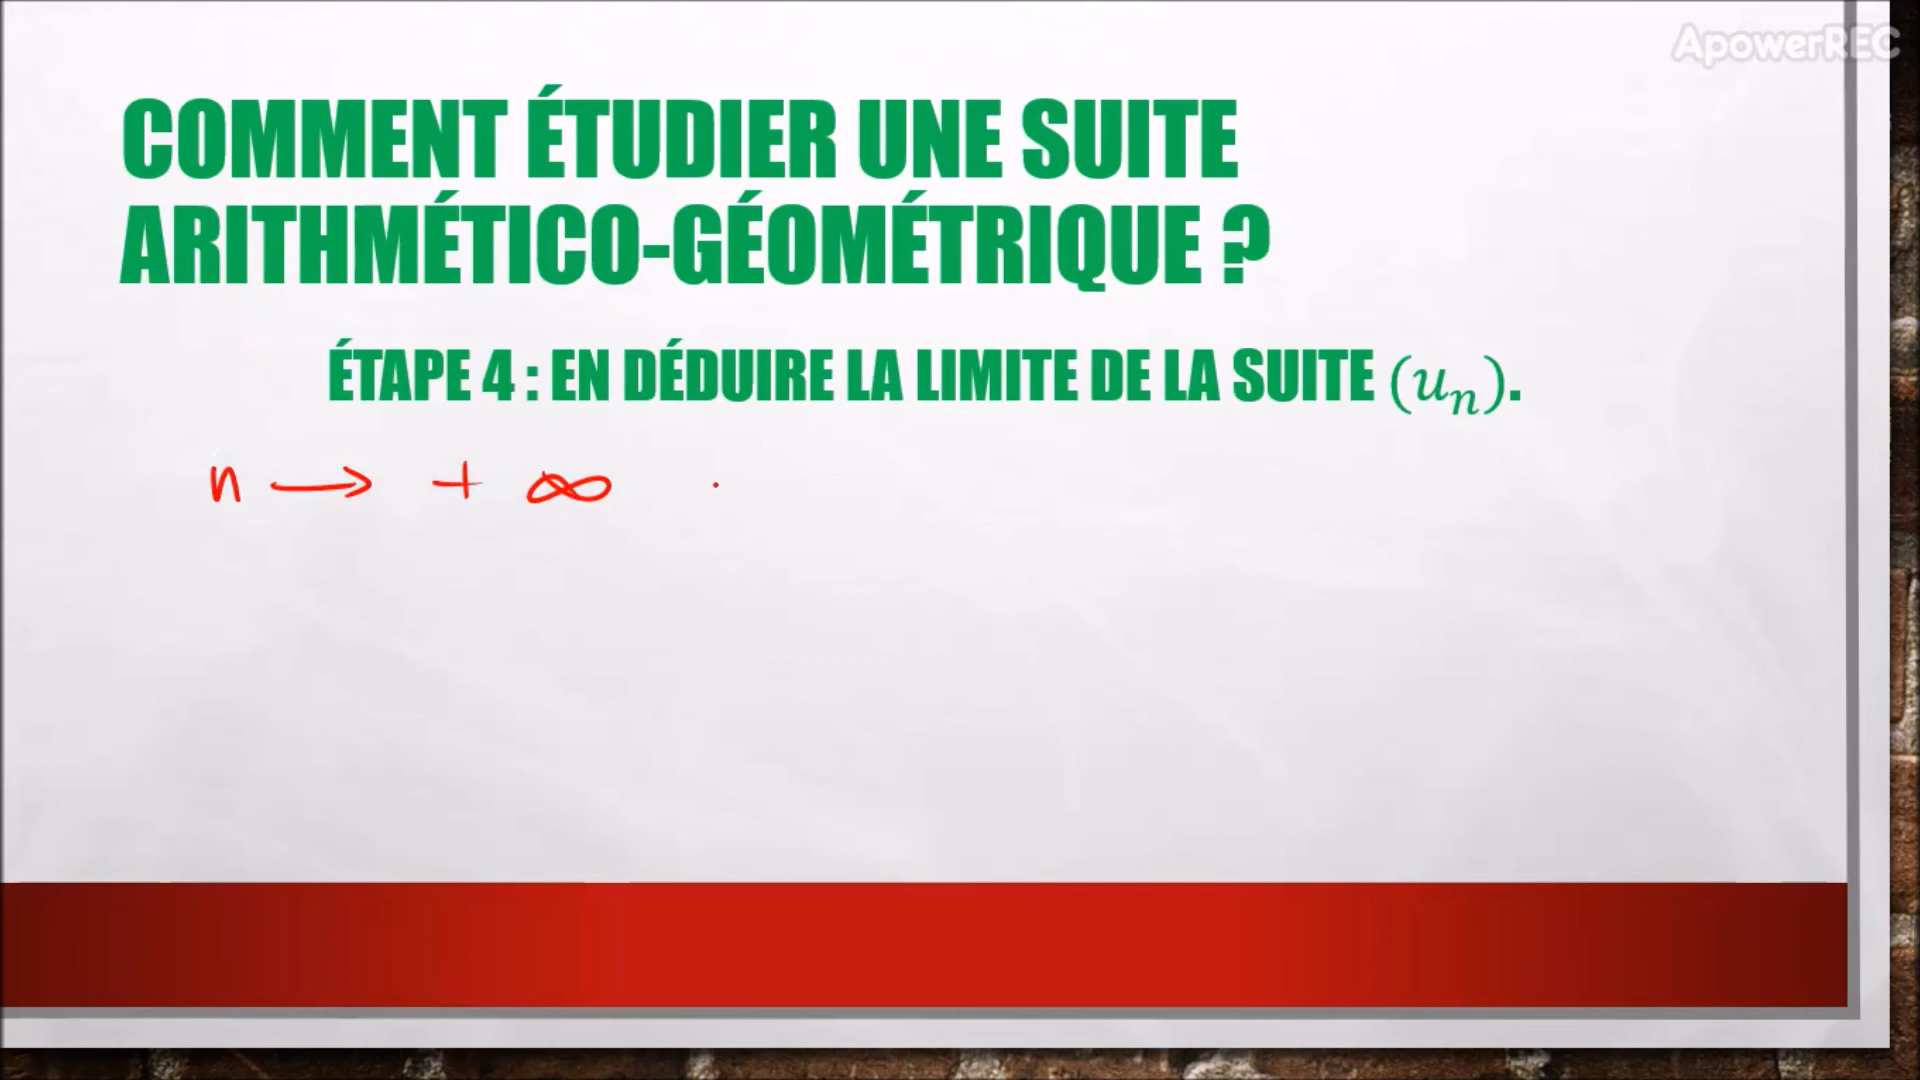 ApowerREC
COMMENT ÉTUDIER UNE SUITE
ARITHMÉTICO-GÉOMÉTRIQUE ?
ÉTAPE 4 : EN DÉDUIRE LA LIMITE DE LA SUITE (uₙ).
n → + ∞